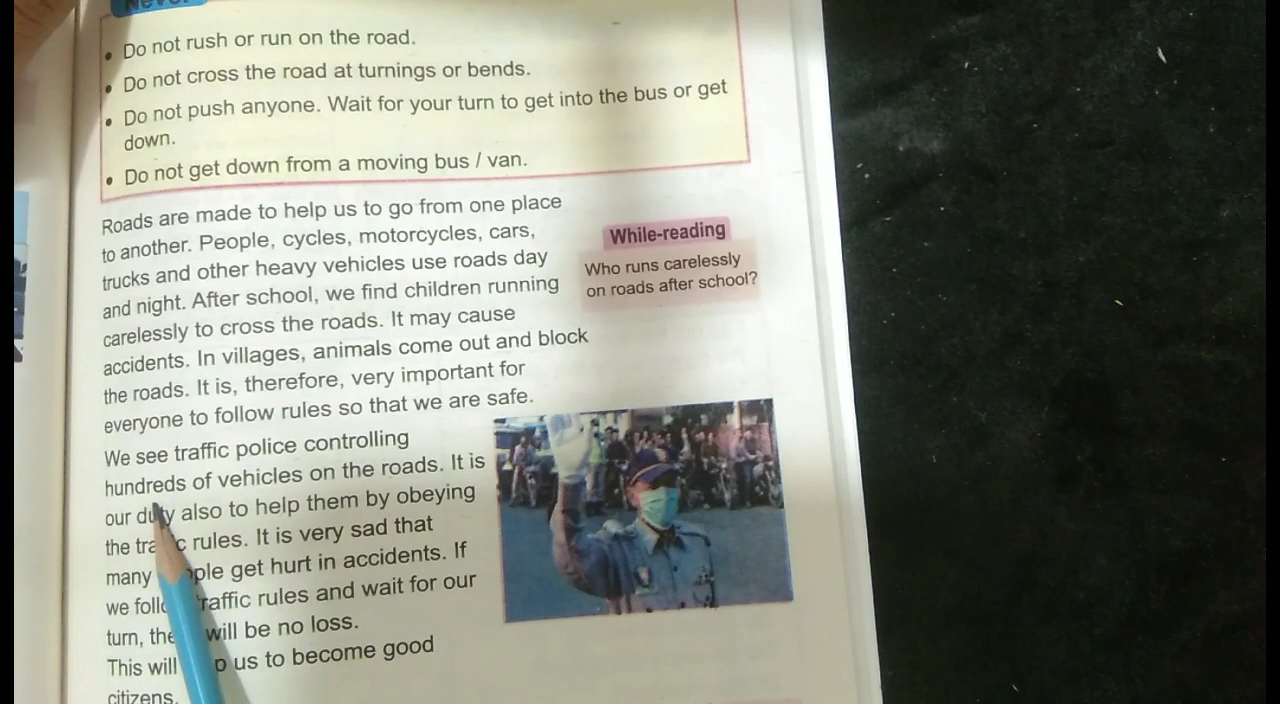 Never
• Do not rush or run on the road.
• Do not cross the road at turnings or bends.
• Do not push anyone. Wait for your turn to get into the bus or get
down.
• Do not get down from a moving bus / van.
Roads are made to help us to go from one place
to another. People, cycles, motorcycles, cars,
trucks and other heavy vehicles use roads day
and night. After school, we find children running
carelessly to cross the roads. It may cause
accidents. In villages, animals come out and block
the roads. It is, therefore, very important for
everyone to follow rules so that we are safe.
While-reading
Who runs carelessly
on roads after school?
We see traffic police controlling
hundreds of vehicles on the roads. It is
our duty also to help them by obeying
the traffic rules. It is very sad that
many people get hurt in accidents. If
we follow traffic rules and wait for our
turn, there will be no loss.
This will help us to become good
citizens.